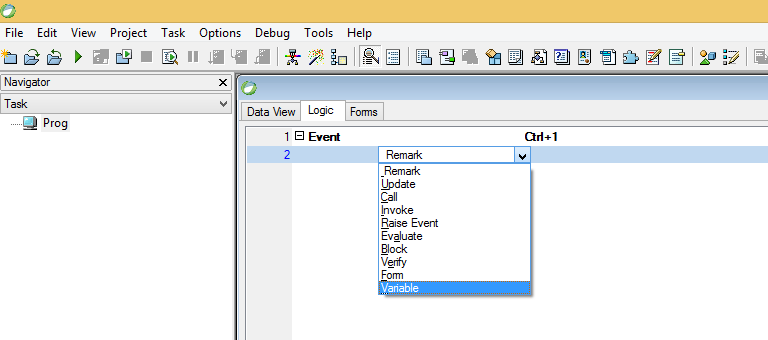 File Edit View Project Task Options Debug Tools Help
Navigator
Task
Prog
Data View Logic Forms
1 Event Ctrl+1
2 Remark
Remark
Update
Call
Invoke
Raise Event
Evaluate
Block
Verify
Form
Variable